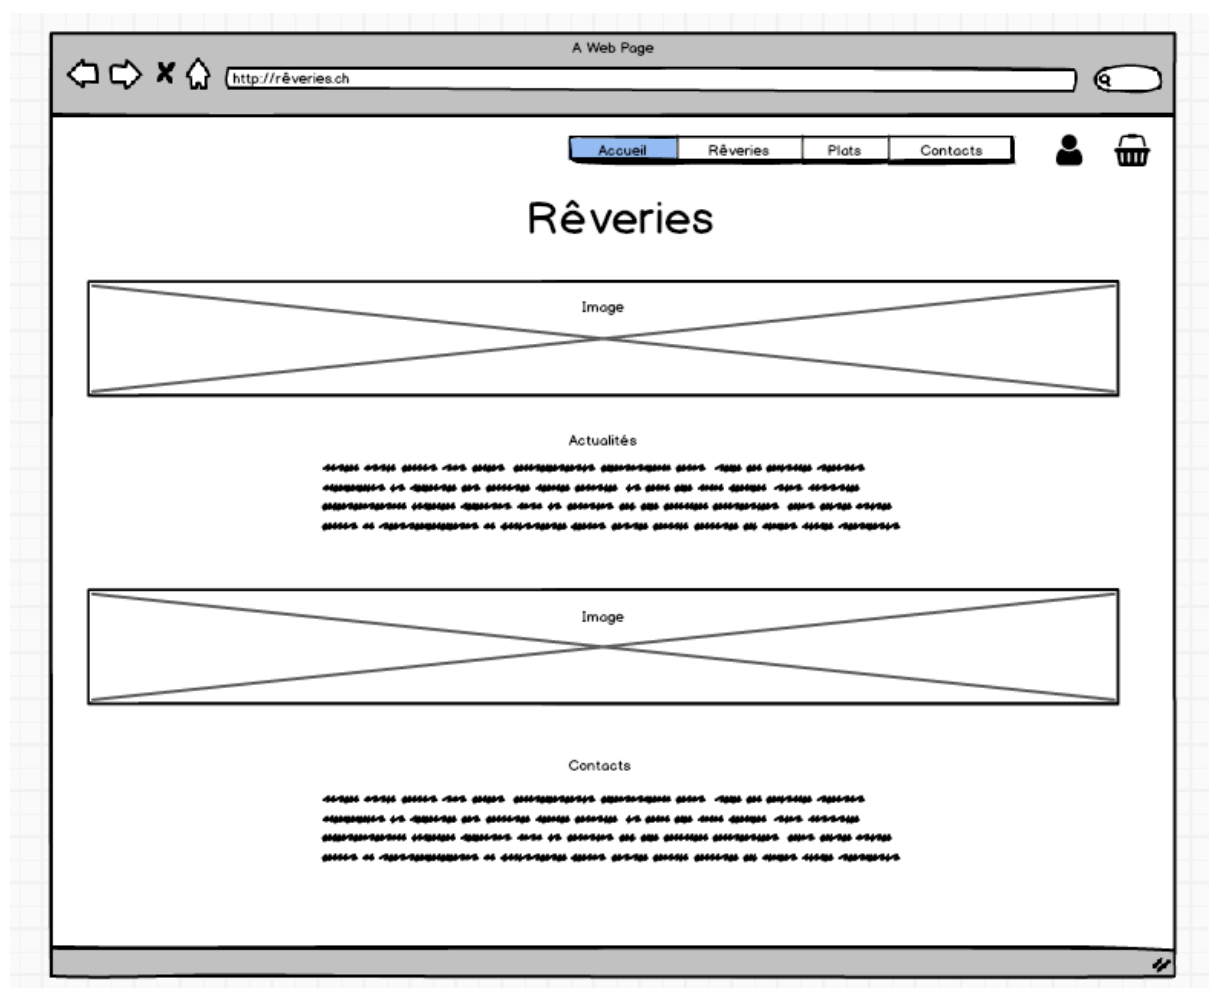 A Web Page
http://rêveries.ch
Accueil Rêveries Plats Contacts
Rêveries
Image
Actualités
Image
Contacts